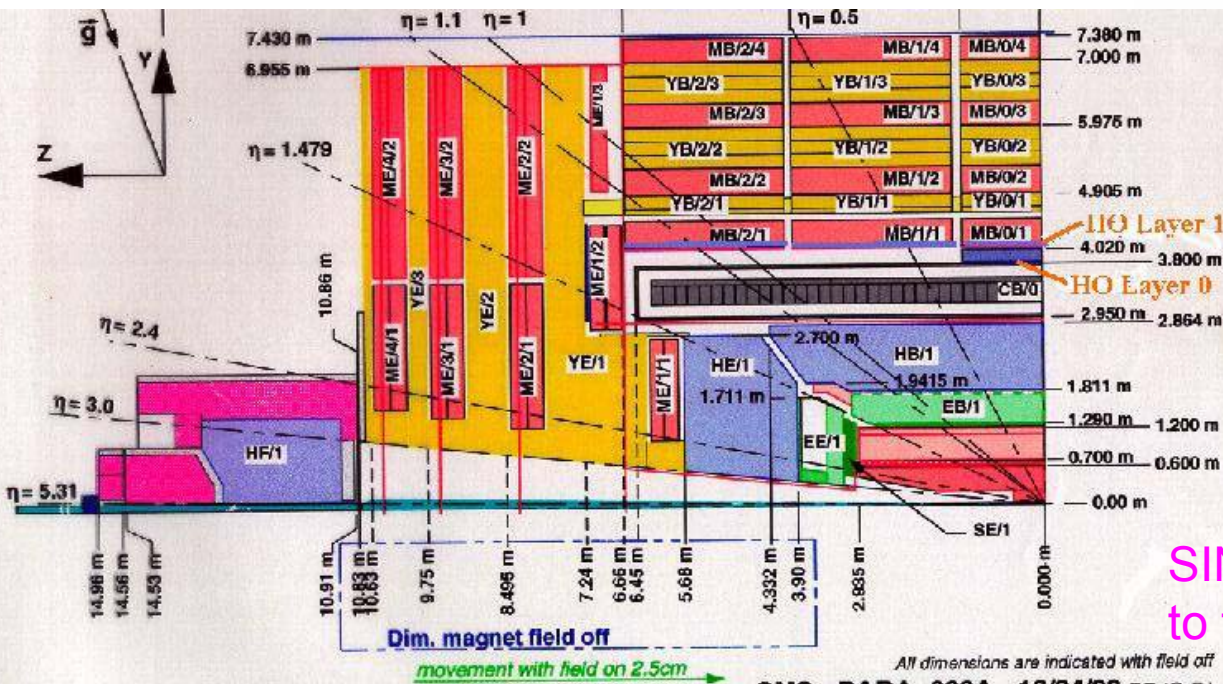 g
Y
Z
η= 1.1
η= 1
η= 0.5
7.430 m
6.955 m
η= 1.479
η= 2.4
η= 3.0
η= 5.31
7.380 m
7.000 m
5.975 m
4.905 m
HO Layer 1
4.020 m
3.800 m
HO Layer 0
2.950 m
2.864 m
1.811 m
1.290 m
1.200 m
0.700 m
0.600 m
0.00 m
MB/2/4
MB/1/4
MB/0/4
YB/2/3
YB/1/3
YB/0/3
MB/2/3
MB/1/3
MB/0/3
YB/2/2
YB/1/2
YB/0/2
MB/2/2
MB/1/2
MB/0/2
YB/2/1
YB/1/1
YB/0/1
MB/2/1
MB/1/1
MB/0/1
CB/0
ME/4/2
ME/3/2
ME/2/2
ME/1/3
ME/1/2
YE/3
YE/2
YE/1
ME/4/1
ME/3/1
ME/2/1
ME/1/1
10.86 m
HF/1
HE/1
2.700 m
HB/1
1.9415 m
1.711 m
EB/1
EE/1
SE/1
14.96 m
14.56 m
14.53 m
10.91 m
10.83 m
9.75 m
8.495 m
7.24 m
6.66 m
6.45 m
5.68 m
4.332 m
3.90 m
2.835 m
0.000 m
Dim. magnet field off
movement with field on 2.5cm
All dimensions are indicated with field off
to